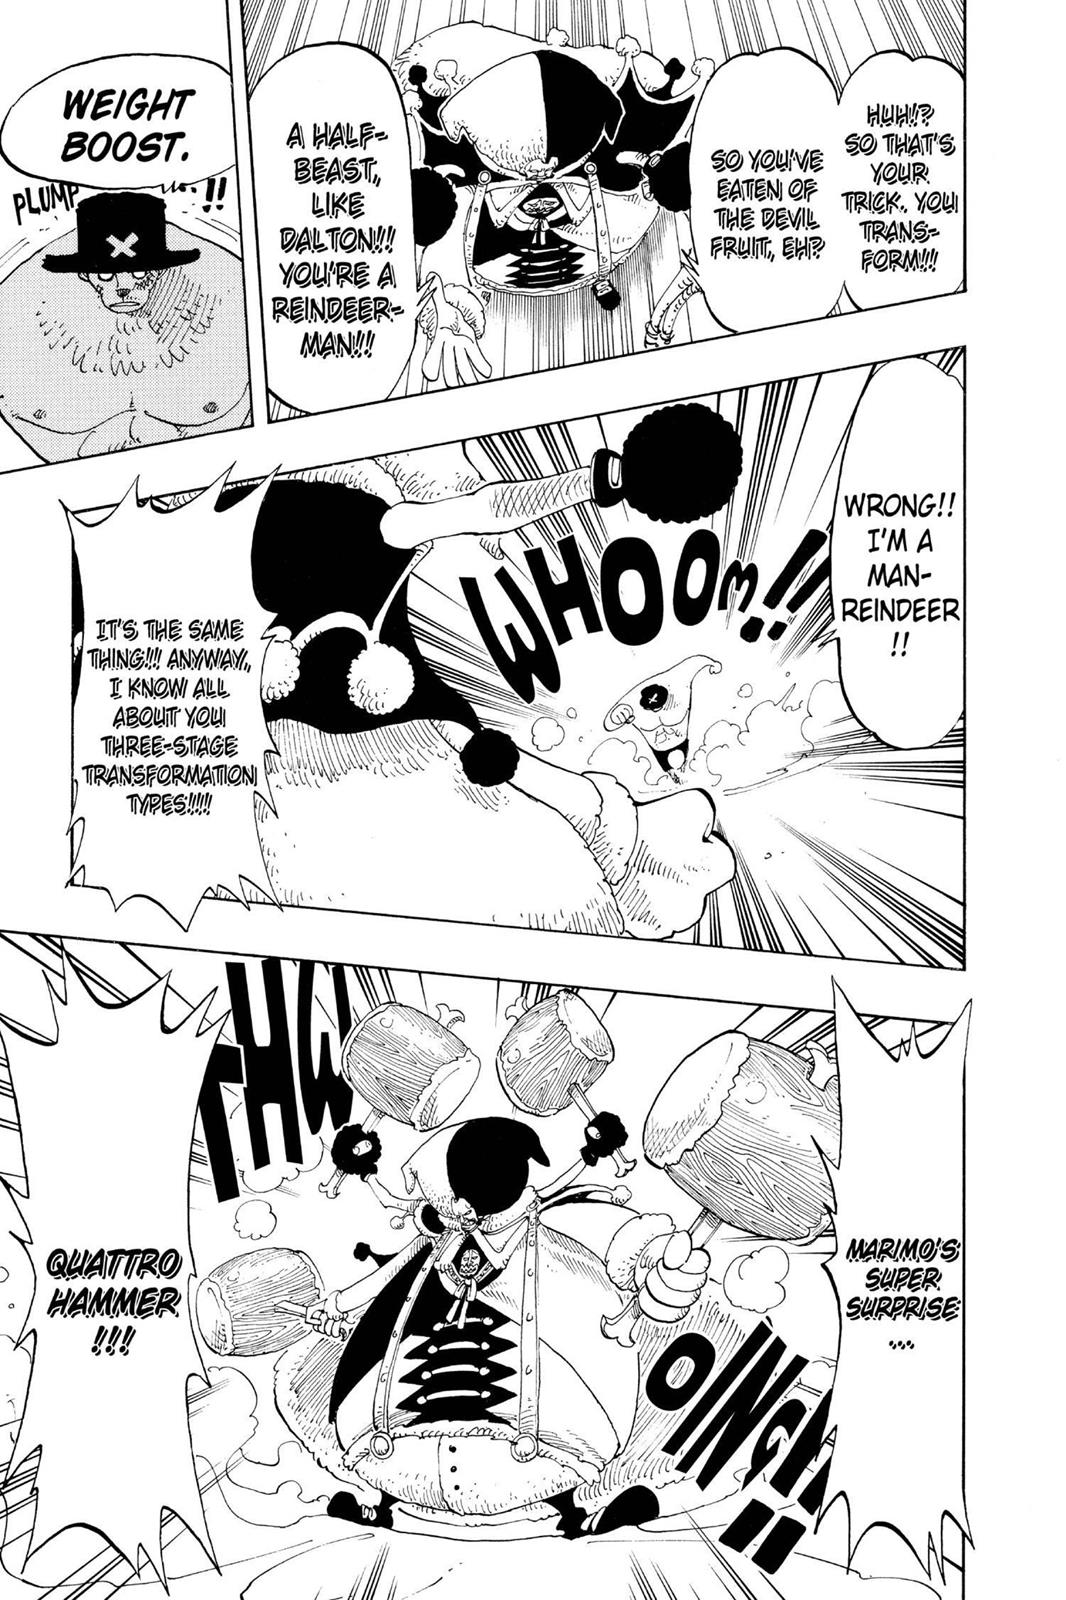 HUH!?
SO THAT'S
YOUR
TRICK. YOU
TRANS-
FORM!!!
SO YOU'VE
EATEN OF
THE DEVIL
FRUIT, EH?
A HALF-
BEAST,
LIKE
DALTON!!
YOU'RE A
REINDEER-
MAN!!!
WEIGHT
BOOST.
PLUMP
!!
WRONG!!
I'M A
MAN-
REINDEER
!!
WHOOM!!
IT'S THE SAME
THING!!! ANYWAY,
I KNOW ALL
ABOUT YOU
THREE-STAGE
TRANSFORMATION
TYPES!!!!
MARIMO'S
SUPER
SURPRISE
...
THW
OINCH
!!
QUATTRO
HAMMER
!!!